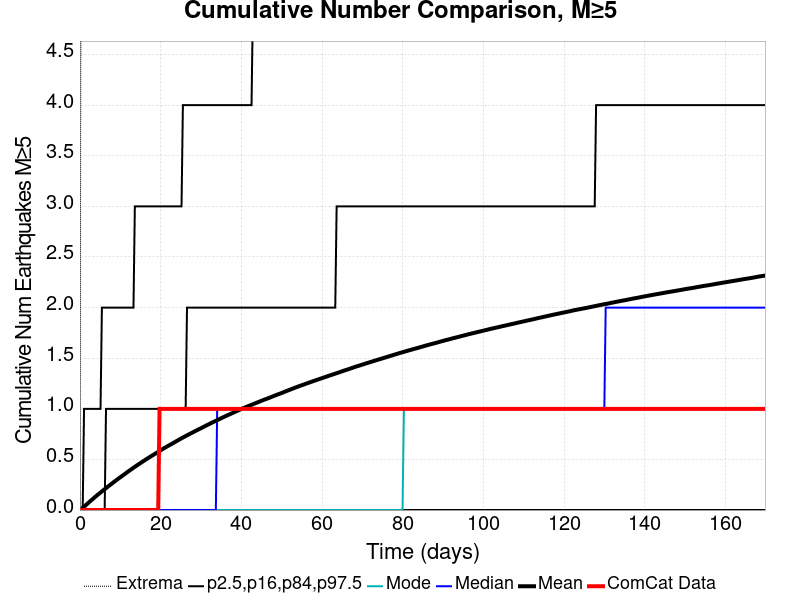 Cumulative Number Comparison, M≥5
Cumulative Num Earthquakes M≥5
4.5
4.0
3.5
3.0
2.5
2.0
1.5
1.0
0.5
0.0
0 20 40 60 80 100 120 140 160
Time (days)
Extrema p2.5,p16,p84,p97.5 Mode Median Mean ComCat Data